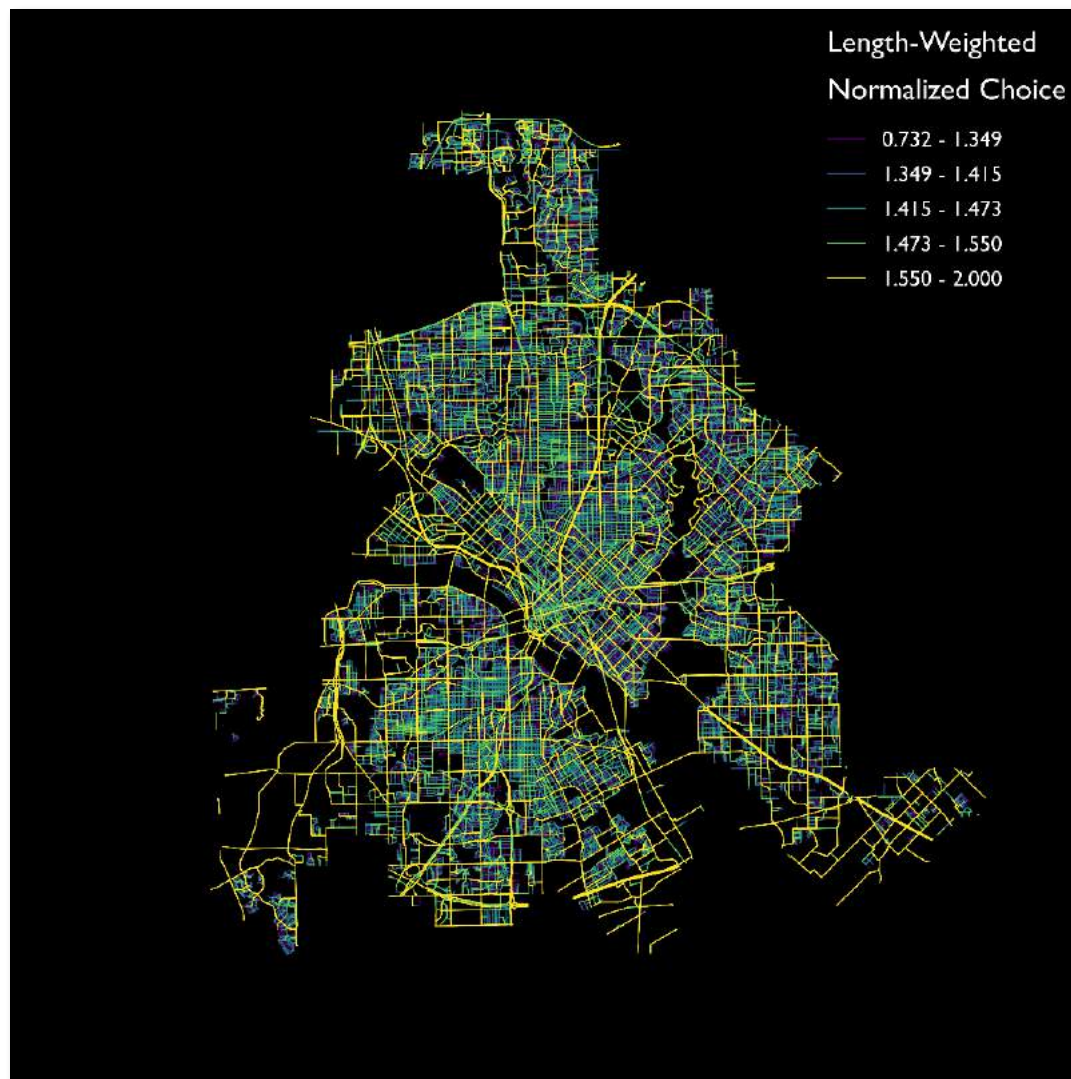 Length-Weighted
Normalized Choice
0.732 - 1.349
1.349 - 1.415
1.415 - 1.473
1.473 - 1.550
1.550 - 2.000